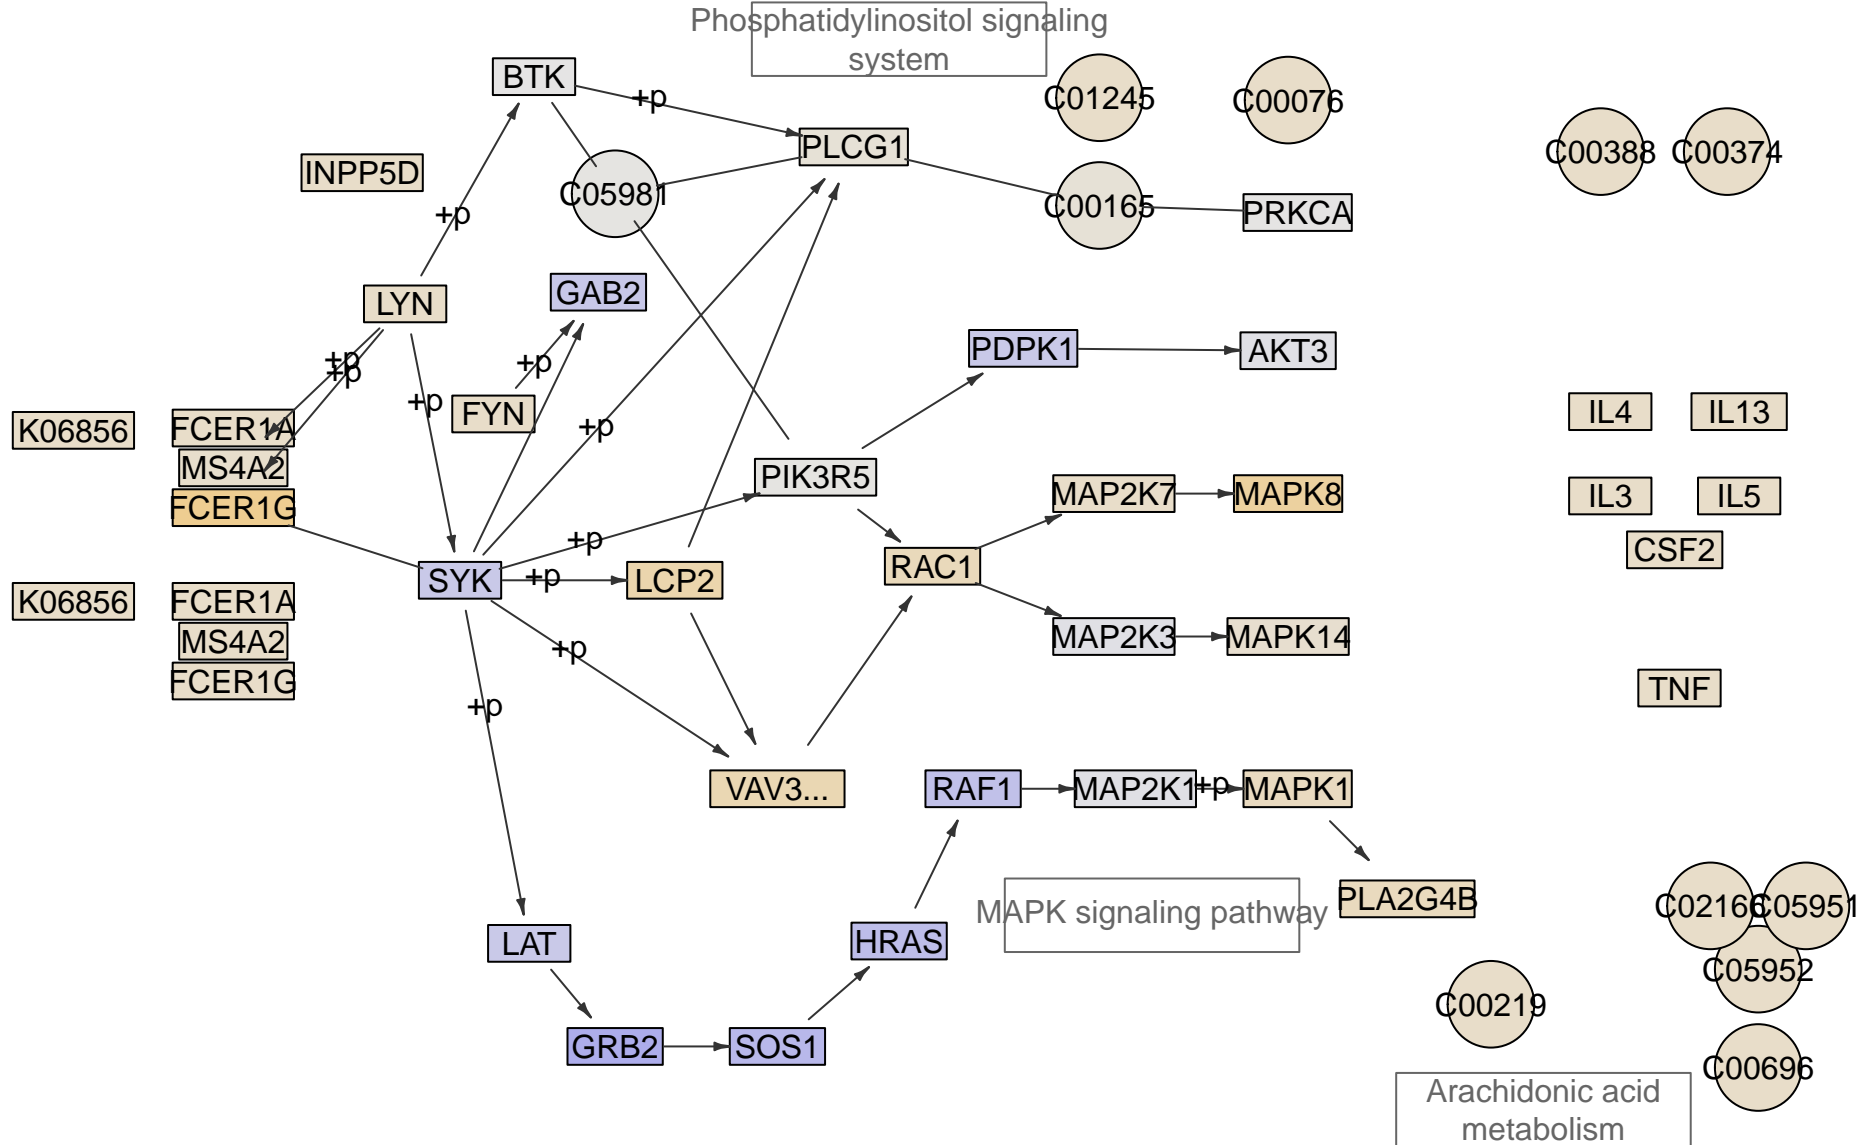 Phosphatidylinositol signaling
system
BTK
+p
C01245
C00076
PLCG1
C00388
C00374
INPP5D
C05981
C00165
PRKCA
+p
LYN
GAB2
PDPK1
AKT3
+p
+p
+p
+p
FYN
+p
K06856
FCER1A
MS4A2
FCER1G
IL4
IL13
PIK3R5
MAP2K7
MAPK8
IL3
IL5
CSF2
+p
SYK
+p
LCP2
RAC1
K06856
FCER1A
MS4A2
FCER1G
+p
MAP2K3
MAPK14
TNF
+p
VAV3...
RAF1
MAP2K1
+p
MAPK1
MAPK signaling pathway
PLA2G4B
C02166
C05951
C05952
LAT
HRAS
C00219
GRB2
SOS1
C00696
Arachidonic acid
metabolism